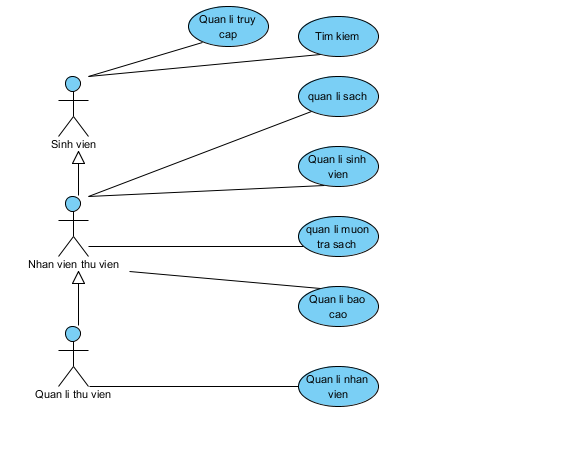 Quan li truy
cap
Tim kiem
quan li sach
Sinh vien
Quan li sinh
vien
quan li muon
tra sach
Nhan vien thu vien
Quan li bao
cao
Quan li nhan
vien
Quan li thu vien